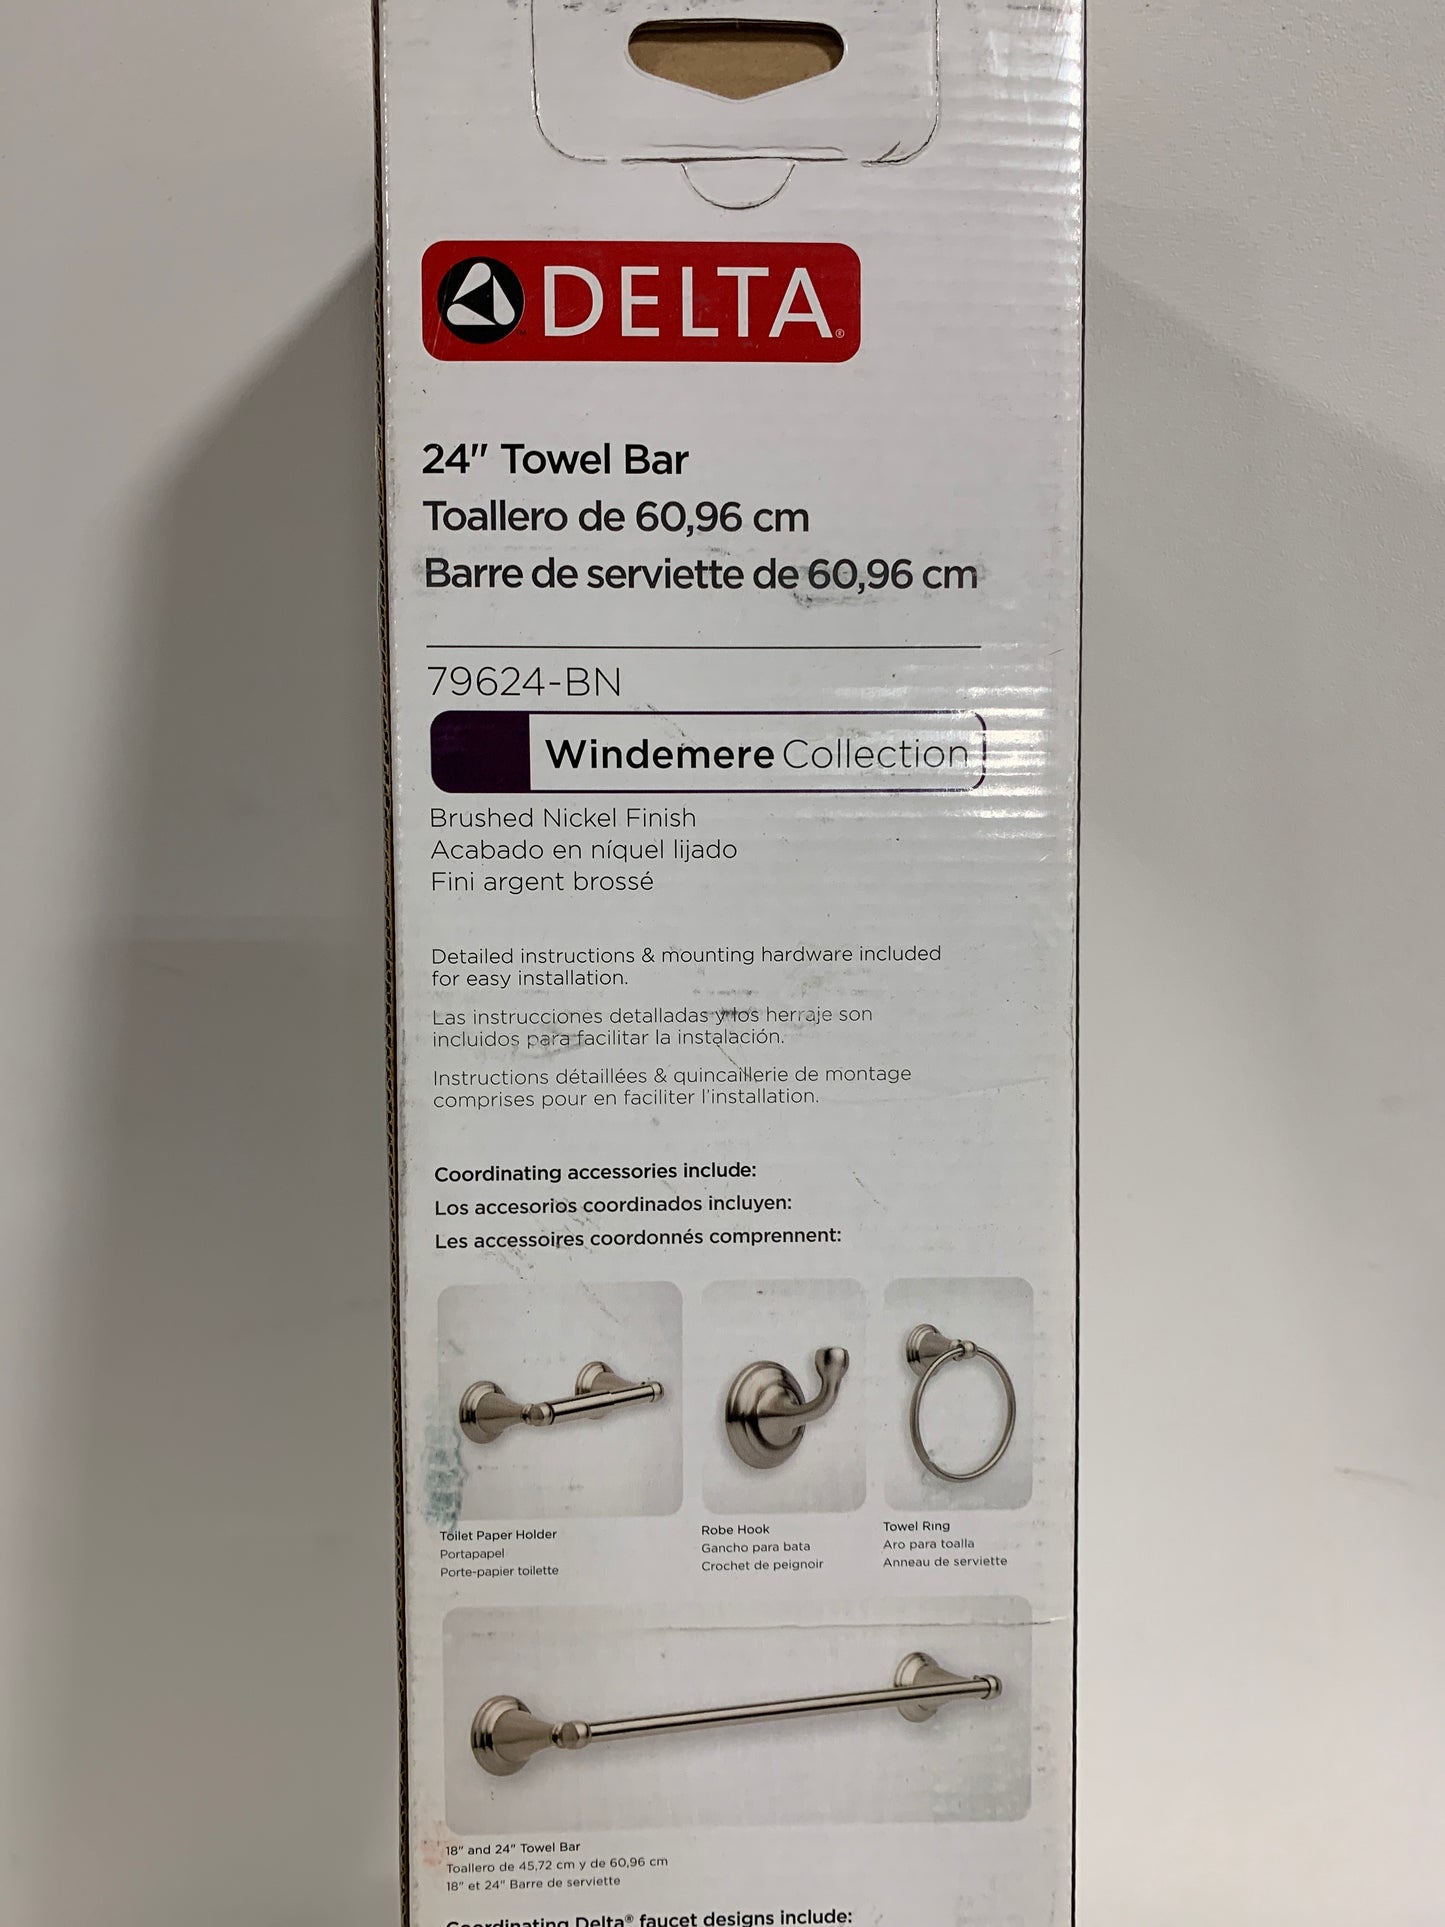 DELTA®
24" Towel Bar
Toallero de 60,96 cm
Barre de serviette de 60,96 cm
79624-BN
Windemere Collection
Brushed Nickel Finish
Acabado en níquel lijado
Fini argent brossé
Detailed instructions & mounting hardware included
for easy installation.
Las instrucciones detalladas y los herraje son
incluidos para facilitar la instalación.
Instructions détaillées & quincaillerie de montage
comprises pour en faciliter l'installation.
Coordinating accessories include:
Los accesorios coordinados incluyen:
Les accessoires coordonnés comprennent:
Toilet Paper Holder
Portapapel
Porte-papier toilette
Robe Hook
Gancho para bata
Crochet de peignoir
Towel Ring
Aro para toalla
Anneau de serviette
18" and 24" Towel Bar
Toallero de 45,72 cm y de 60,96 cm
18" et 24" Barre de serviette
Coordinating Delta® faucet designs include: